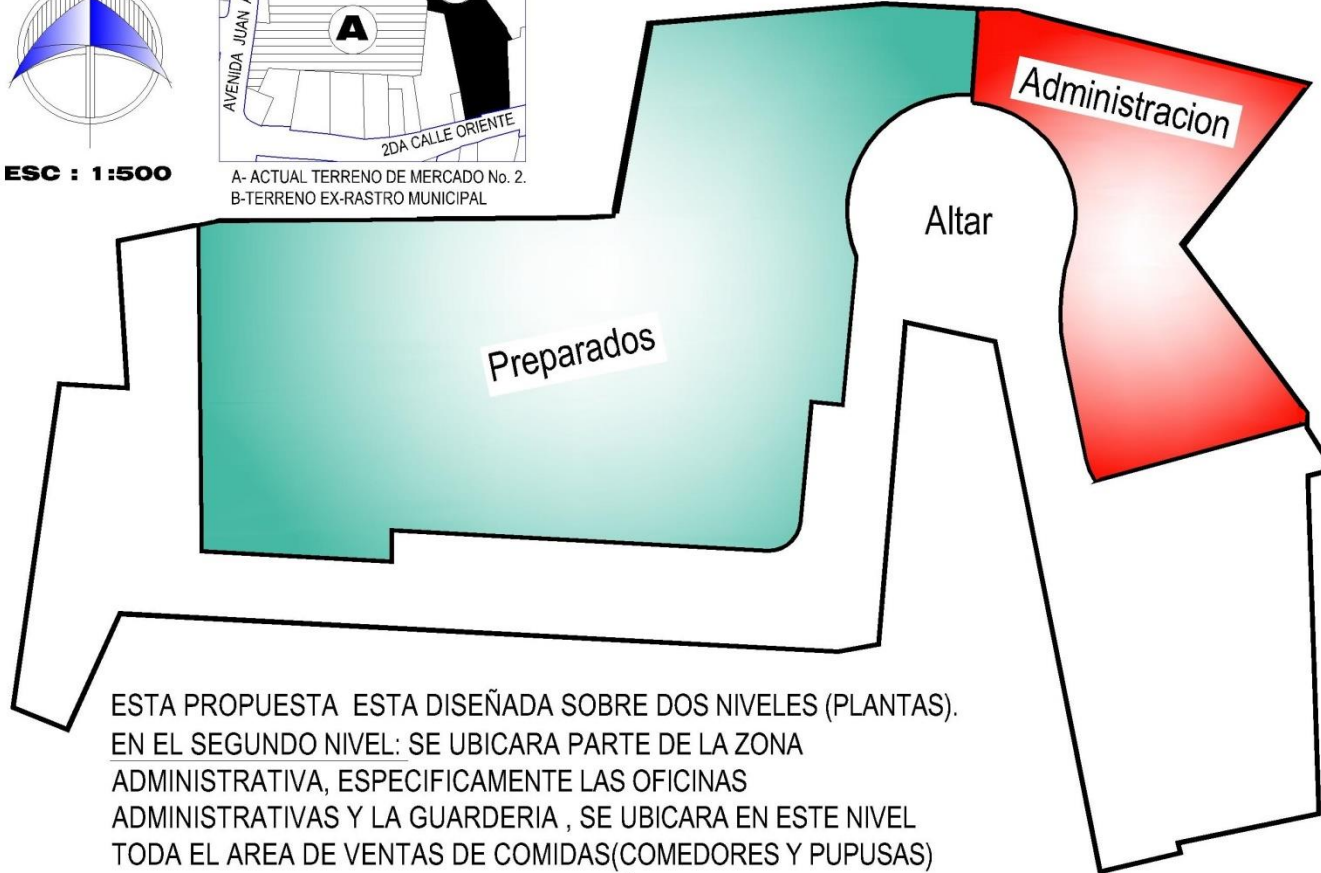 ESC : 1:500
AVENIDA JUAN
A
2DA CALLE ORIENTE
A- ACTUAL TERRENO DE MERCADO No. 2.
B-TERRENO EX-RASTRO MUNICIPAL
Administracion
Altar
Preparados
ESTA PROPUESTA ESTA DISEÑADA SOBRE DOS NIVELES (PLANTAS).
EN EL SEGUNDO NIVEL: SE UBICARA PARTE DE LA ZONA
ADMINISTRATIVA, ESPECIFICAMENTE LAS OFICINAS
ADMINISTRATIVAS Y LA GUARDERIA , SE UBICARA EN ESTE NIVEL
TODA EL AREA DE VENTAS DE COMIDAS(COMEDORES Y PUPUSAS)